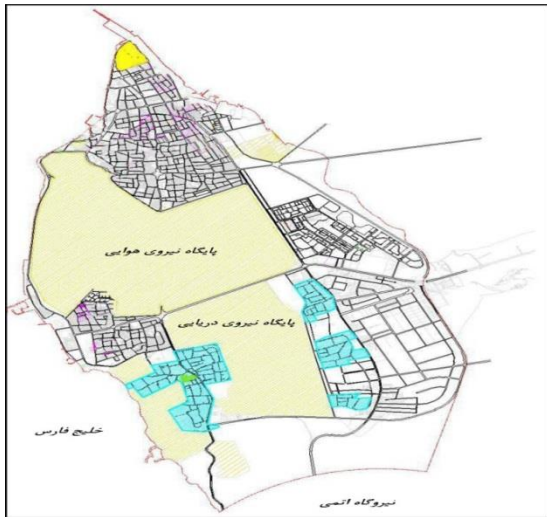 پایگاه نیروی هوایی
پایگاه نیروی دریایی
خلیج فارس
نیروگاه اتمی